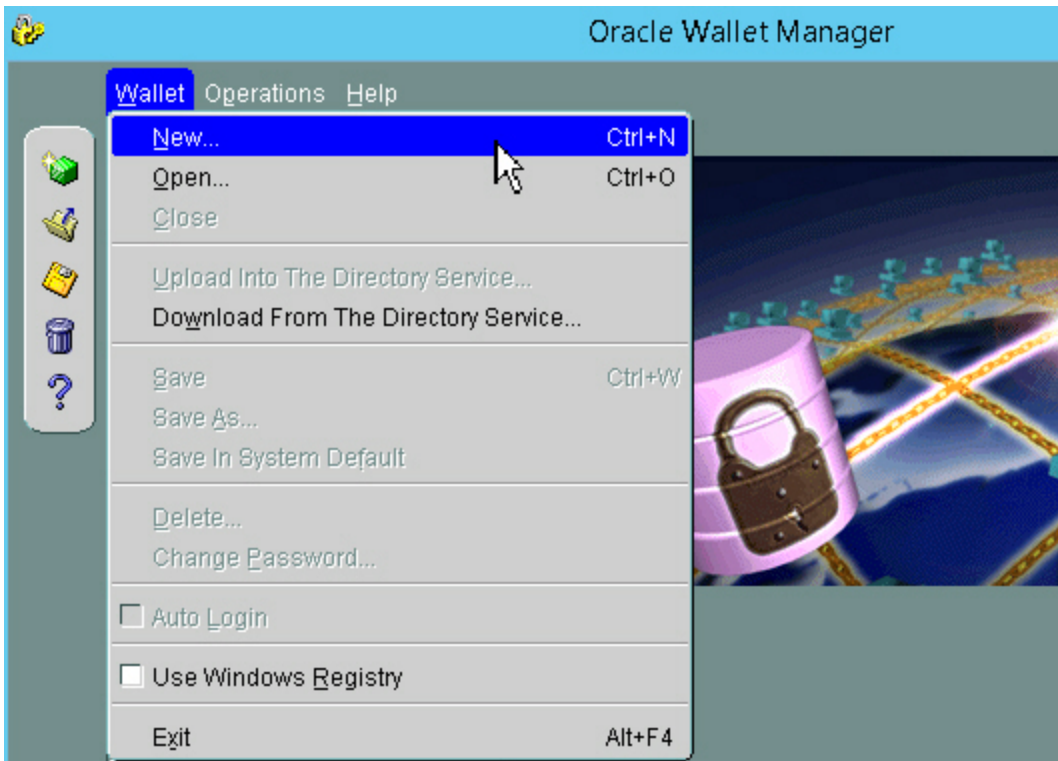 Oracle Wallet Manager
Wallet Operations Help
New... Ctrl+N
Open... Ctrl+O
Close
Upload Into The Directory Service...
Download From The Directory Service...
Save Ctrl+W
Save As...
Save In System Default
Delete...
Change Password...
Auto Login
Use Windows Registry
Exit Alt+F4